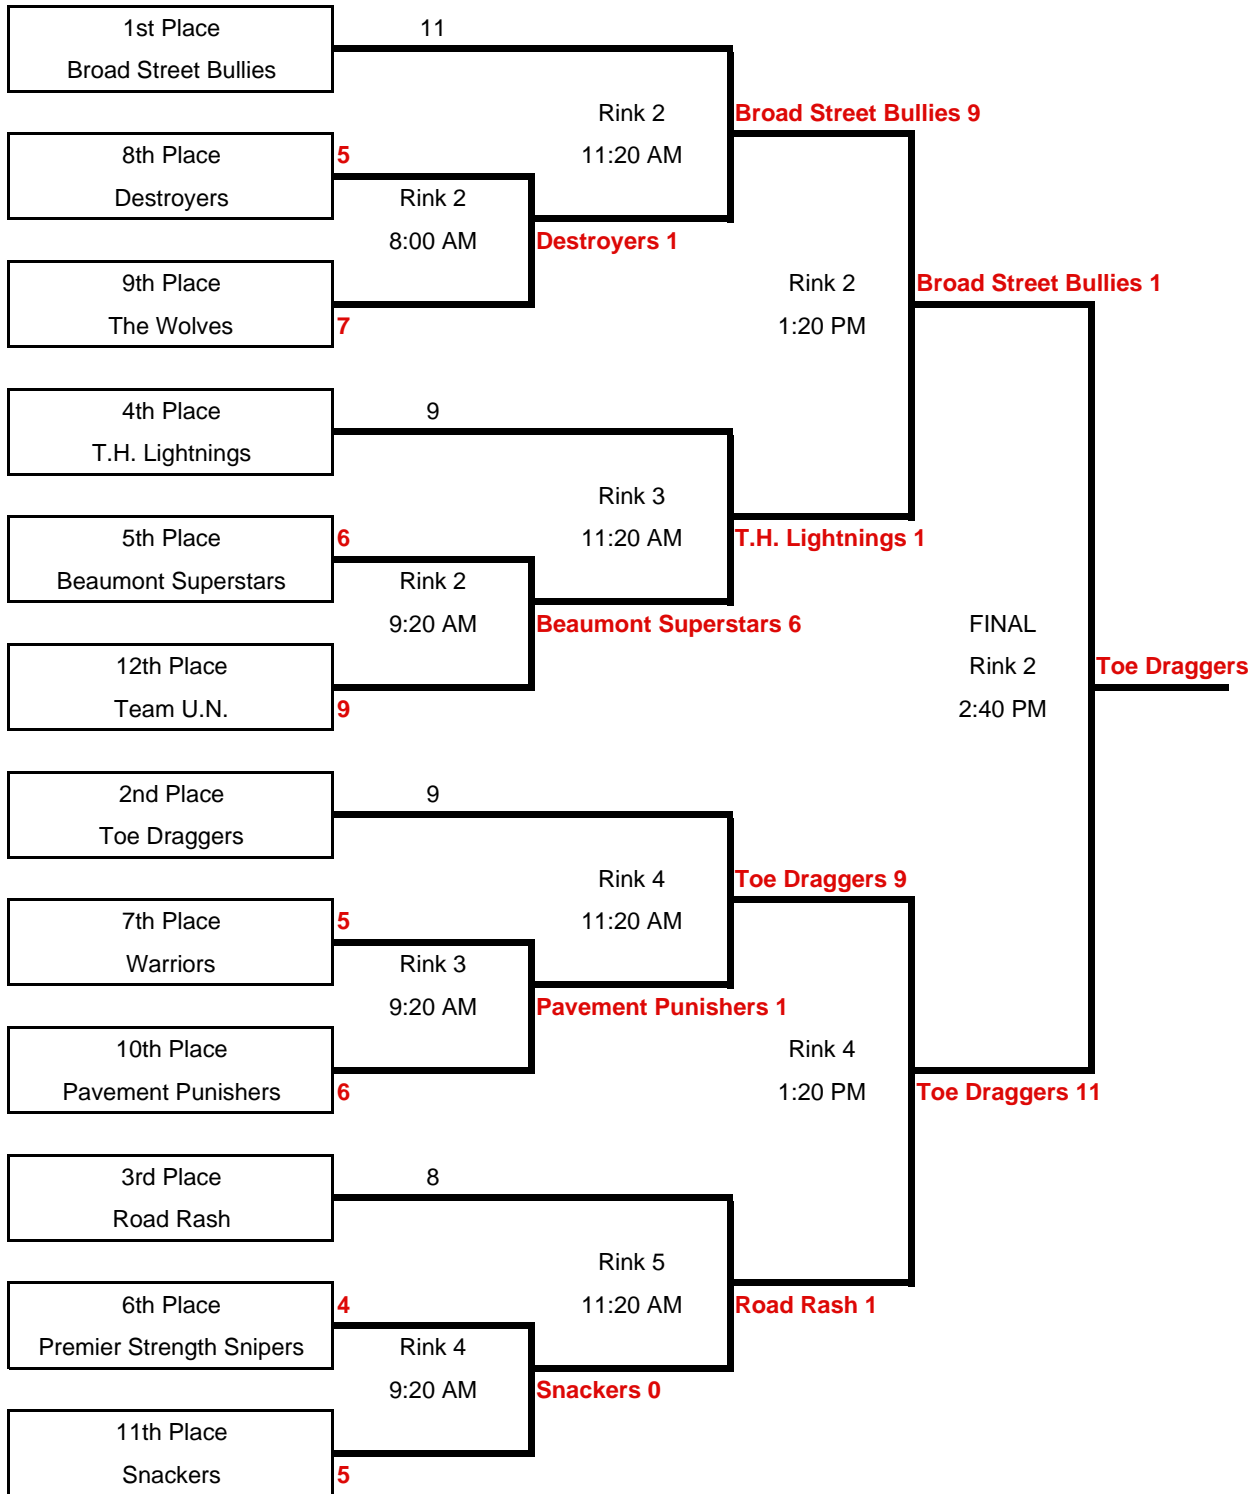 1st Place
11
Broad Street Bullies
Rink 2
Broad Street Bullies 9
8th Place
5
11:20 AM
Destroyers
Rink 2
8:00 AM
Destroyers 1
9th Place
Rink 2
Broad Street Bullies 1
The Wolves
7
1:20 PM
4th Place
9
T.H. Lightnings
Rink 3
5th Place
6
11:20 AM
T.H. Lightnings 1
Beaumont Superstars
Rink 2
9:20 AM
Beaumont Superstars 6
FINAL
12th Place
Rink 2
Toe Draggers
Team U.N.
9
2:40 PM
2nd Place
9
Toe Draggers
Rink 4
Toe Draggers 9
7th Place
5
11:20 AM
Warriors
Rink 3
9:20 AM
Pavement Punishers 1
10th Place
Rink 4
Pavement Punishers
6
1:20 PM
Toe Draggers 11
3rd Place
8
Road Rash
Rink 5
6th Place
4
11:20 AM
Road Rash 1
Premier Strength Snipers
Rink 4
9:20 AM
Snackers 0
11th Place
Snackers
5